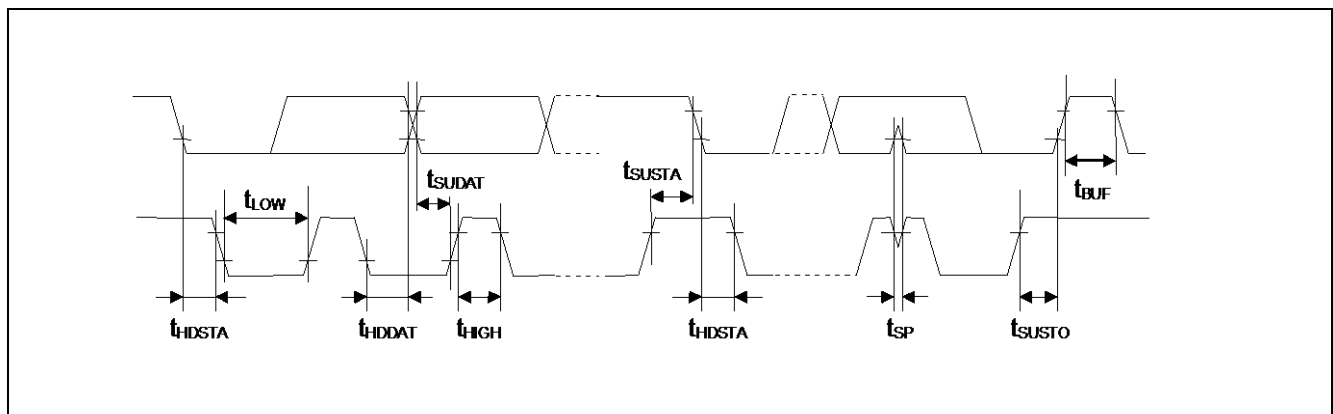 tSUDAT
tSUSTA
tLOW
tBUF
tHDSTA
tHDDAT
tHIGH
tHDSTA
tSP
tSUSTO